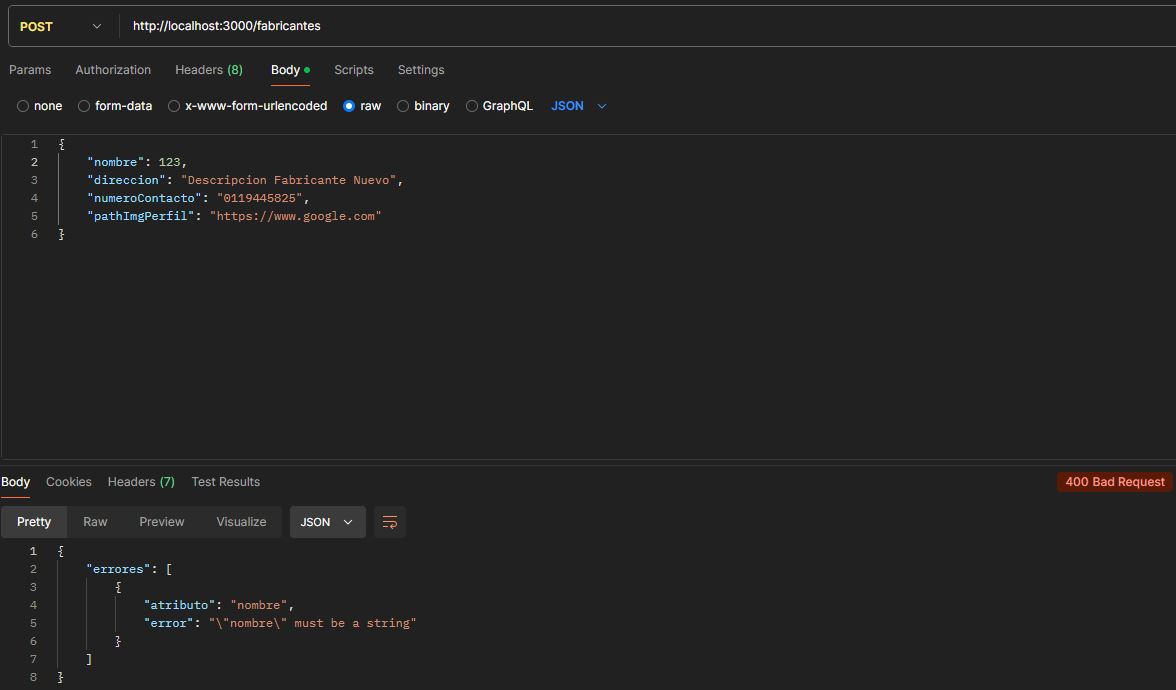 POST http://localhost:3000/fabricantes
Params Authorization Headers (8) Body Scripts Settings
none form-data x-www-form-urlencoded raw binary GraphQL JSON
1 {
2 "nombre": 123,
3 "direccion": "Descripcion Fabricante Nuevo",
4 "numeroContacto": "0119445825",
5 "pathImgPerfil": "https://www.google.com"
6 }
Body Cookies Headers (7) Test Results 400 Bad Request
Pretty Raw Preview Visualize JSON
1 {
2 "errores": [
3 {
4 "atributo": "nombre",
5 "error": "\"nombre\" must be a string"
6 }
7 ]
8 }